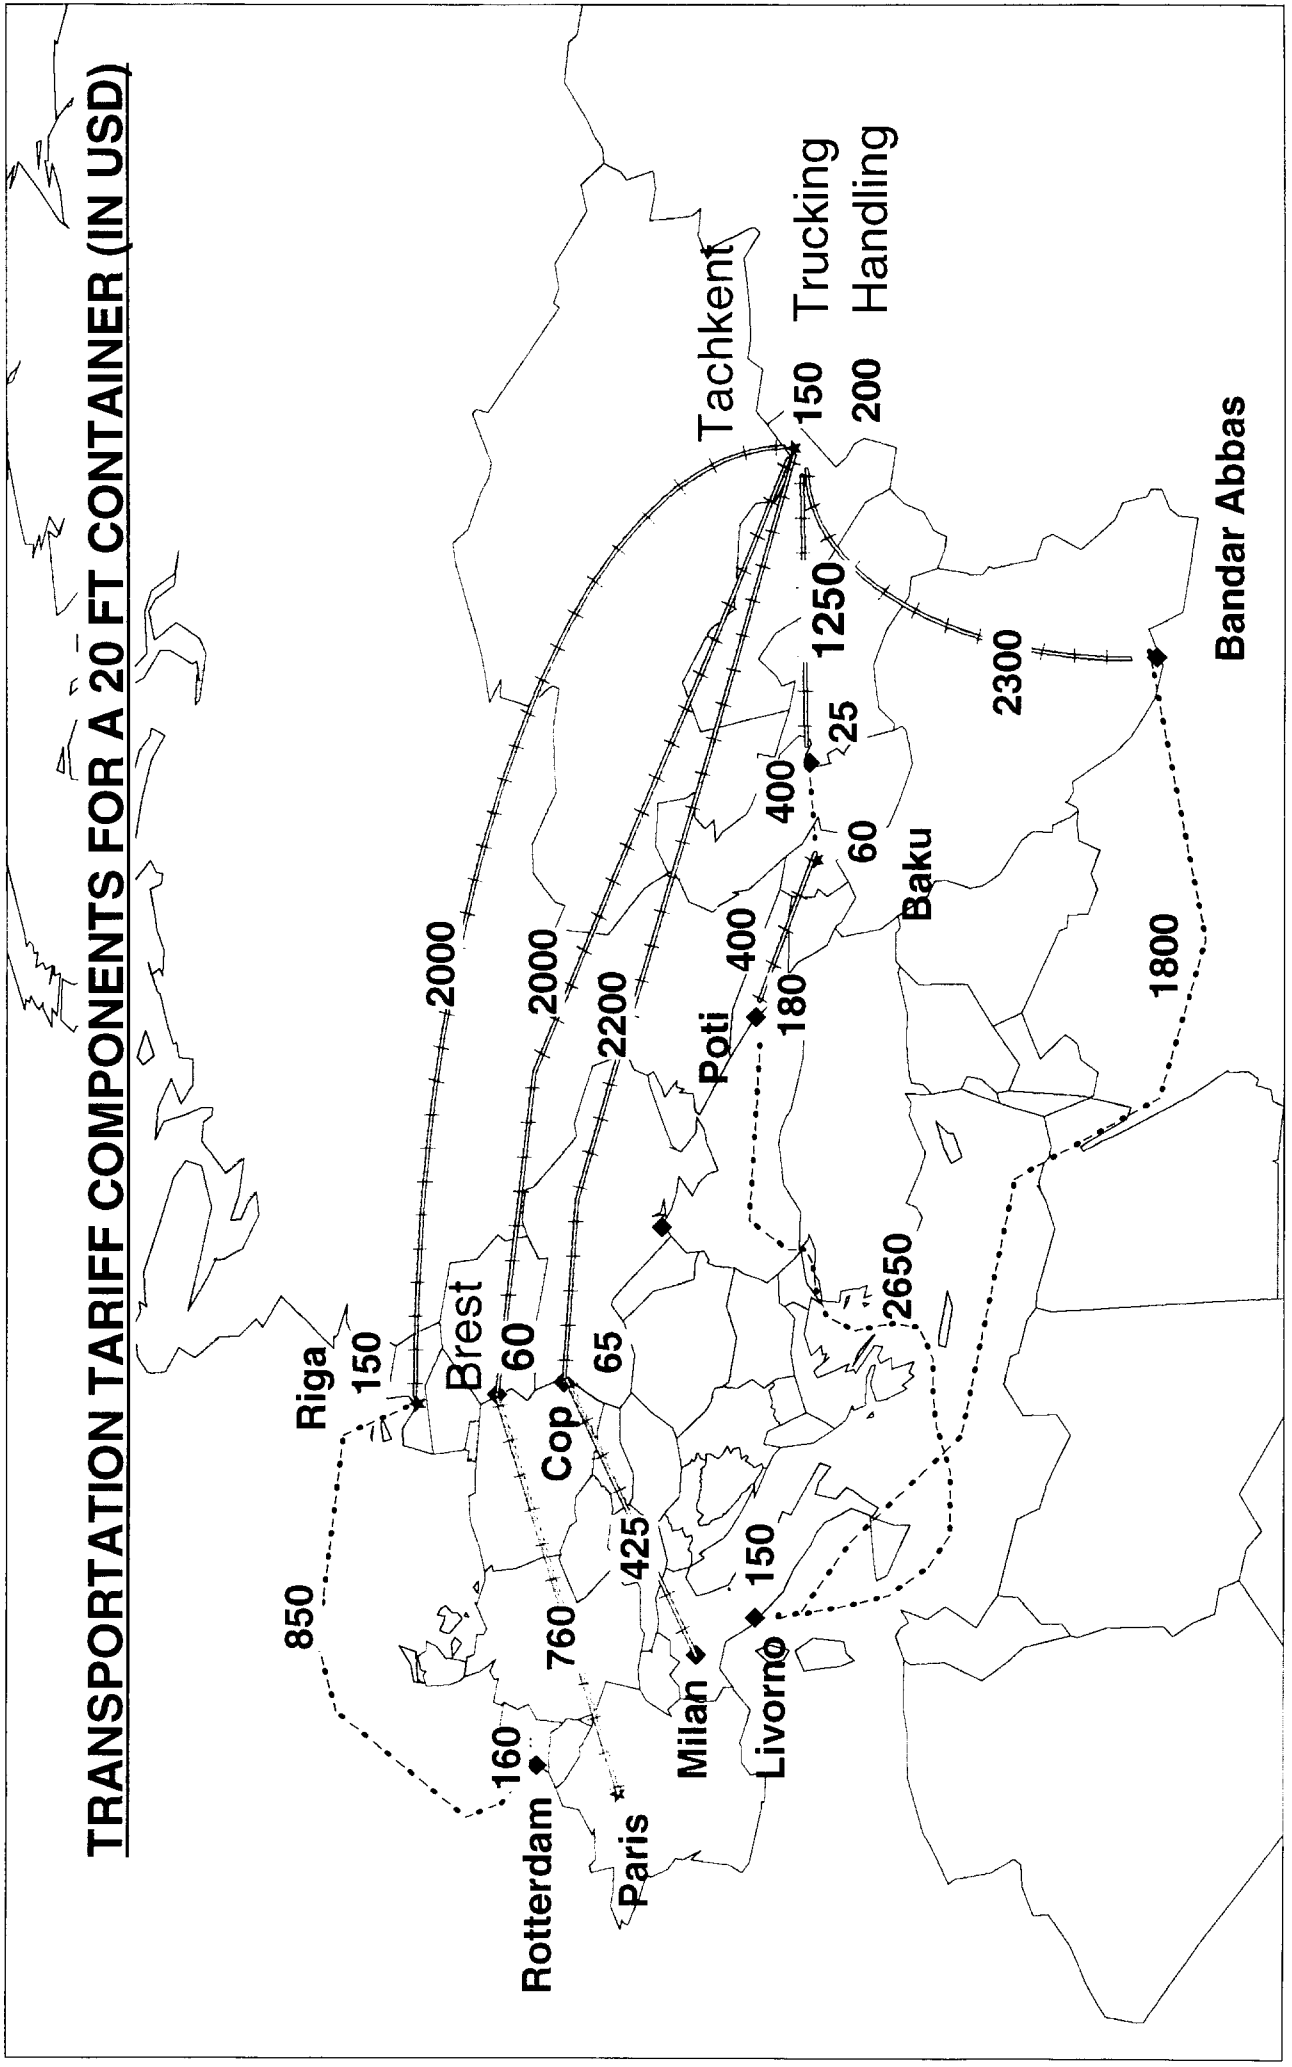 TRANSPORTATION TARIFF COMPONENTS FOR A 20 FT CONTAINER (IN USD)
850
Riga
150
2000
Rotterdam
160
Brest
60
2000
Paris
760
Cop
65
2200
Milan
425
Livorno
150
Poti
180
400
400
25
1250
60
Baku
Tachkent
150 Trucking
200 Handling
2650
2300
1800
Bandar Abbas